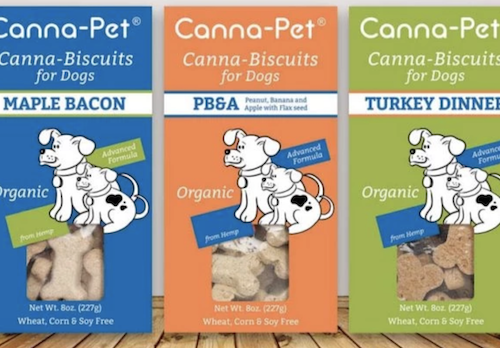 Canna-Pet®
Canna-Biscuits
for Dogs
MAPLE BACON
Advanced
Formula
Organic
from Hemp
Net Wt. 8oz. (227g)
Wheat, Corn & Soy Free
Canna-Pet®
Canna-Biscuits
for Dogs
PB&A Peanut, Banana and
Apple with Flax seed
Advanced
Formula
Organic
from Hemp
Net Wt. 8oz. (227g)
Wheat, Corn & Soy Free
Canna-Pet®
Canna-Biscuits
for Dogs
TURKEY DINNER
Advanced
Formula
Organic
from Hemp
Net Wt. 8oz. (227g)
Wheat, Corn & Soy Free